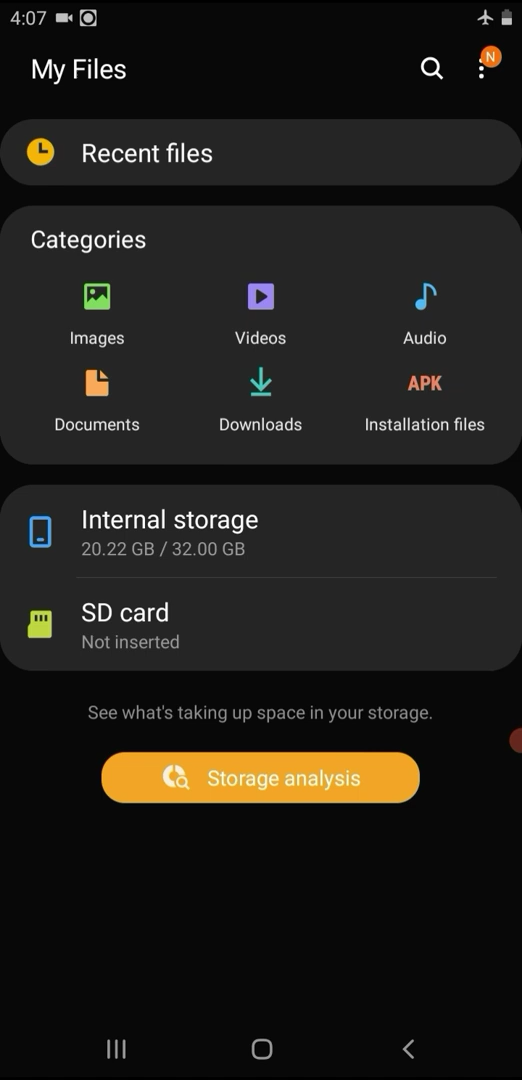 4:07
My Files
N
Recent files
Categories
Images
Videos
Audio
APK
Documents
Downloads
Installation files
Internal storage
20.22 GB / 32.00 GB
SD card
Not inserted
See what's taking up space in your storage.
Storage analysis